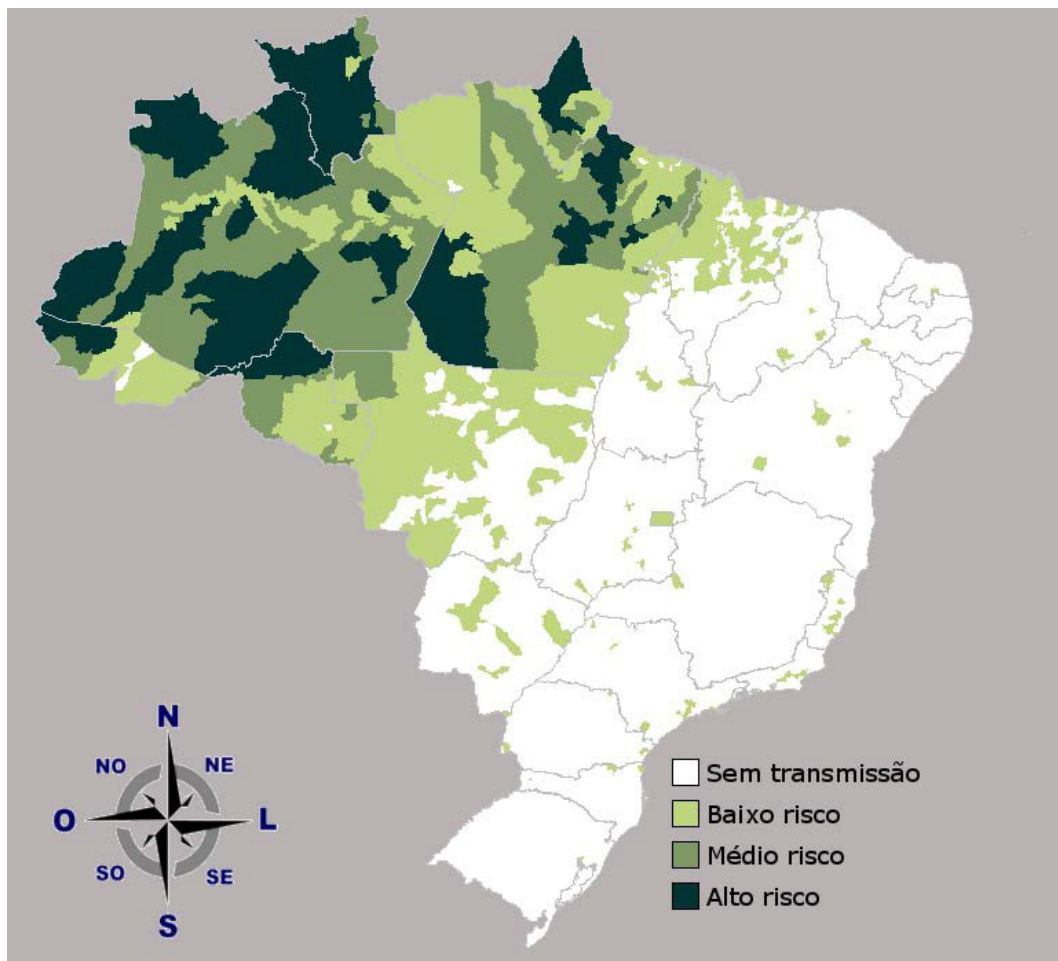 N
NO
NE
O
L
SO
SE
S
Sem transmissão
Baixo risco
Médio risco
Alto risco